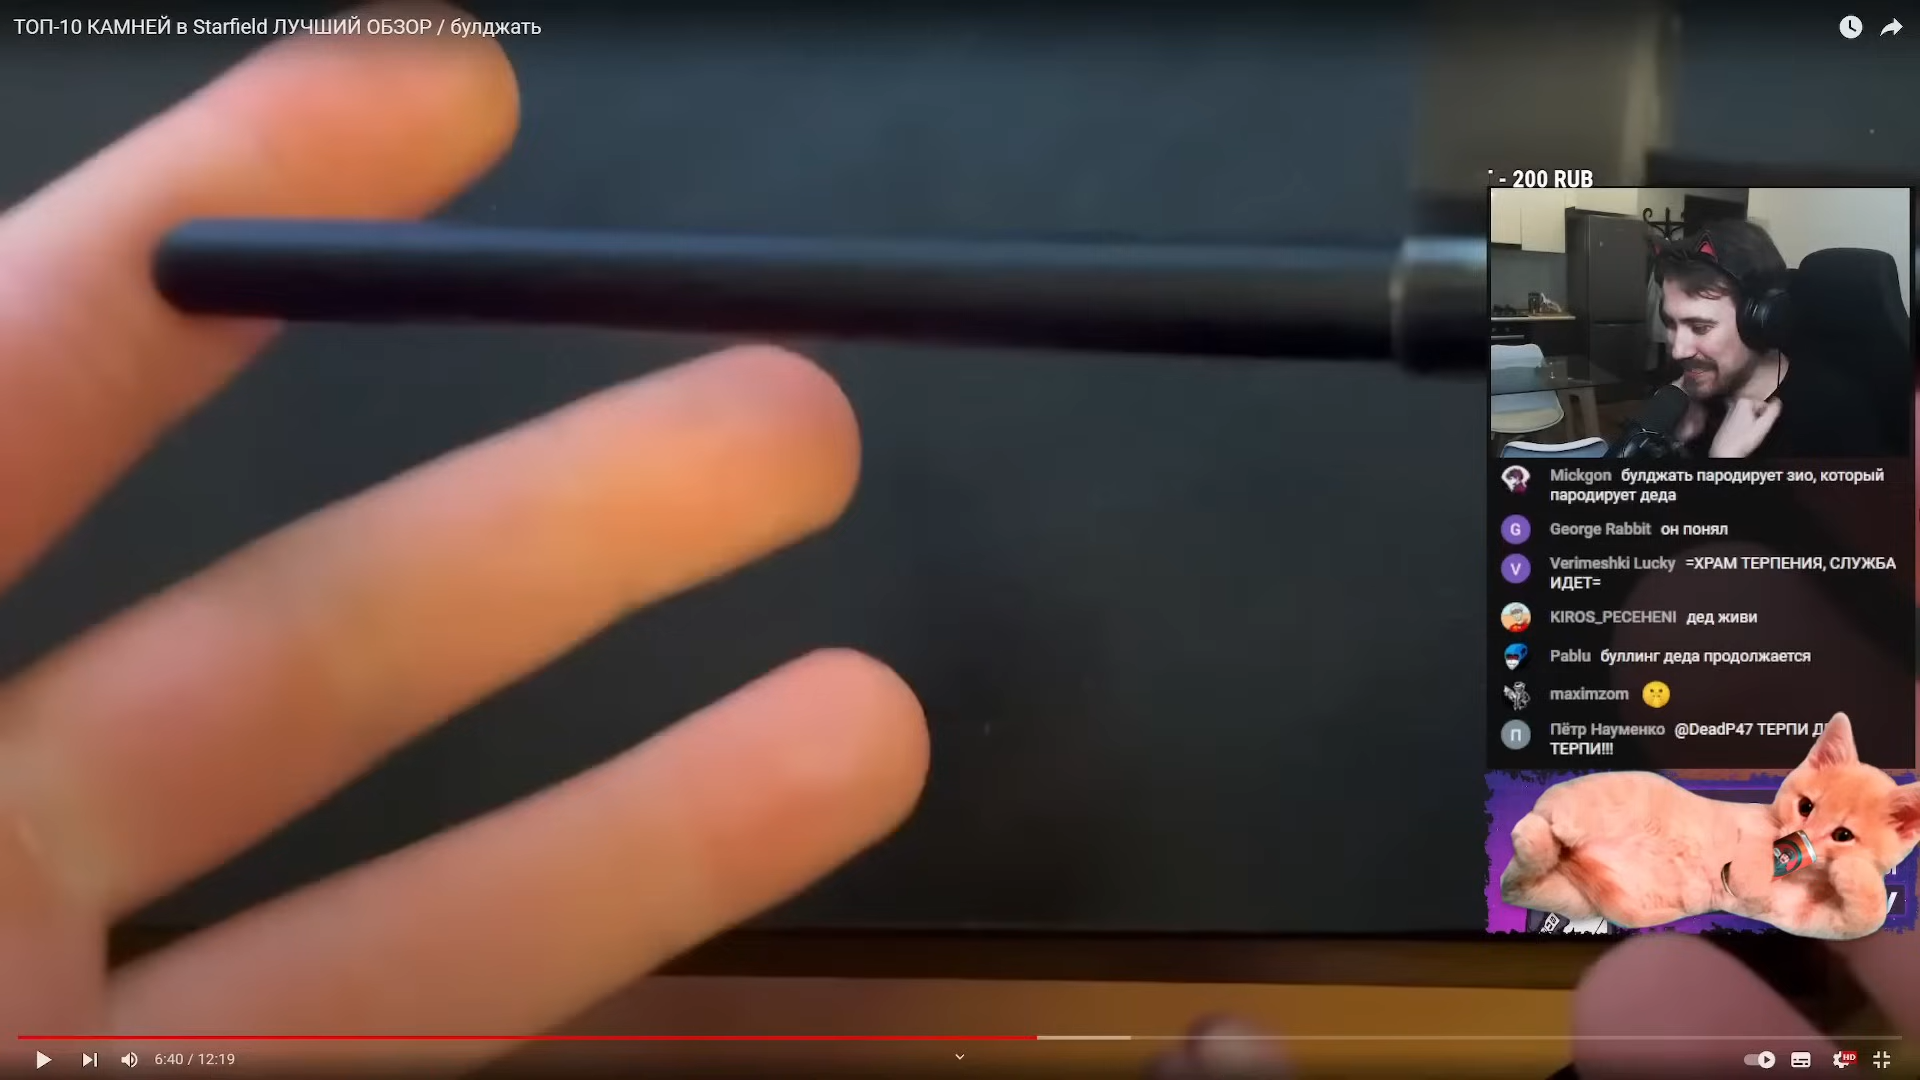 ТОП-10 КАМНЕЙ в Starfield ЛУЧШИЙ ОБЗОР / булджать
- 200 RUB
Mickgon булджать пародирует зио, который
пародирует деда
G George Rabbit он понял
V Verimeshki Lucky =ХРАМ ТЕРПЕНИЯ, СЛУЖБА
ИДЕТ=
KIROS_PECEHENI дед живи
Pablu буллинг деда продолжается
maximzom
П Пётр Науменко @DeadP47 ТЕРПИ
ТЕРПИ!!!
6:40 / 12:19
HD